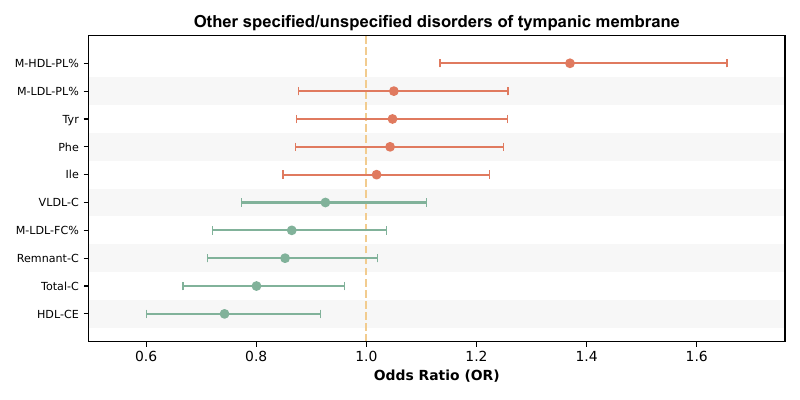 Other specified/unspecified disorders of tympanic membrane
M-HDL-PL%
M-LDL-PL%
Tyr
Phe
Ile
VLDL-C
M-LDL-FC%
Remnant-C
Total-C
HDL-CE
0.6 0.8 1.0 1.2 1.4 1.6
Odds Ratio (OR)